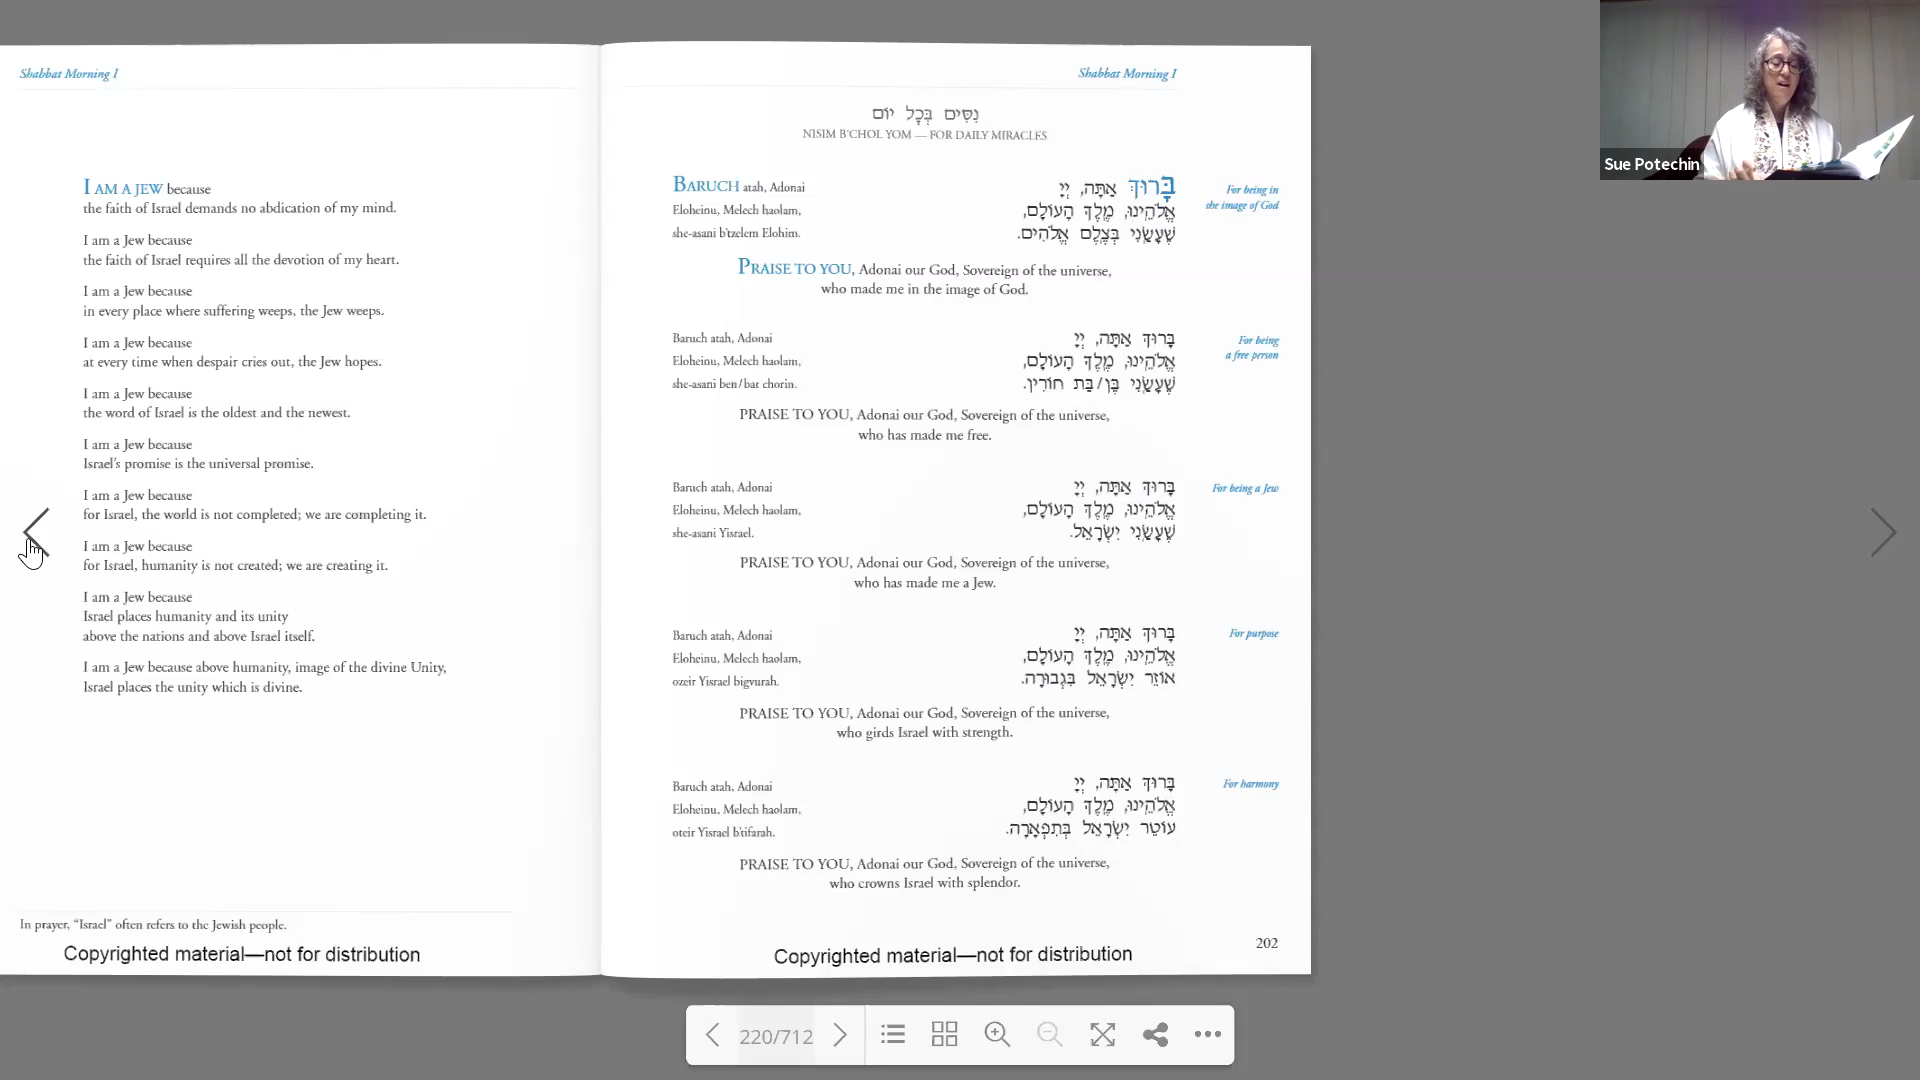 Shabbat Morning I
I AM A JEW because
the faith of Israel demands no abdication of my mind.
I am a Jew because
the faith of Israel requires all the devotion of my heart.
I am a Jew because
in every place where suffering weeps, the Jew weeps.
I am a Jew because
at every time when despair cries out, the Jew hopes.
I am a Jew because
the word of Israel is the oldest and the newest.
I am a Jew because
Israel's promise is the universal promise.
I am a Jew because
for Israel, the world is not completed; we are completing it.
I am a Jew because
for Israel, humanity is not created; we are creating it.
I am a Jew because
Israel places humanity and its unity
above the nations and above Israel itself.
I am a Jew because above humanity, image of the divine Unity,
Israel places the unity which is divine.
In prayer, “Israel” often refers to the Jewish people.
Copyrighted material—not for distribution
Shabbat Morning I
נִסִּים בְּכָל יוֹם
NISIM B'CHOL YOM — FOR DAILY MIRACLES
BARUCH atah, Adonai
Eloheinu, Melech haolam,
she-asani b'tzelem Elohim.
בָּרוּךְ אַתָּה, יְיָ
אֱלֹהֵֽינוּ, מֶֽלֶךְ הָעוֹלָם,
שֶׁעָשַֽׂנִי בְּצֶֽלֶם אֱלֹהִים.
For being in
the image of God
PRAISE TO YOU, Adonai our God, Sovereign of the universe,
who made me in the image of God.
Baruch atah, Adonai
Eloheinu, Melech haolam,
she-asani ben/bat chorin.
בָּרוּךְ אַתָּה, יְיָ
אֱלֹהֵֽינוּ, מֶֽלֶךְ הָעוֹלָם,
שֶׁעָשַֽׂנִי בֶּן/בַּת חוֹרִין.
For being
a free person
PRAISE TO YOU, Adonai our God, Sovereign of the universe,
who has made me free.
Baruch atah, Adonai
Eloheinu, Melech haolam,
she-asani Yisrael.
בָּרוּךְ אַתָּה, יְיָ
אֱלֹהֵֽינוּ, מֶֽלֶךְ הָעוֹלָם,
שֶׁעָשַֽׂנִי יִשְׂרָאֵל.
For being a Jew
PRAISE TO YOU, Adonai our God, Sovereign of the universe,
who has made me a Jew.
Baruch atah, Adonai
Eloheinu, Melech haolam,
ozeir Yisrael bigvurah.
בָּרוּךְ אַתָּה, יְיָ
אֱלֹהֵֽינוּ, מֶֽלֶךְ הָעוֹלָם,
אוֹזֵר יִשְׂרָאֵל בִּגְבוּרָה.
For purpose
PRAISE TO YOU, Adonai our God, Sovereign of the universe,
who girds Israel with strength.
Baruch atah, Adonai
Eloheinu, Melech haolam,
oteir Yisrael b'tifarah.
בָּרוּךְ אַתָּה, יְיָ
אֱלֹהֵֽינוּ, מֶֽלֶךְ הָעוֹלָם,
עוֹטֵר יִשְׂרָאֵל בְּתִפְאָרָה.
For harmony
PRAISE TO YOU, Adonai our God, Sovereign of the universe,
who crowns Israel with splendor.
202
Copyrighted material—not for distribution
Sue Potechin
220/712